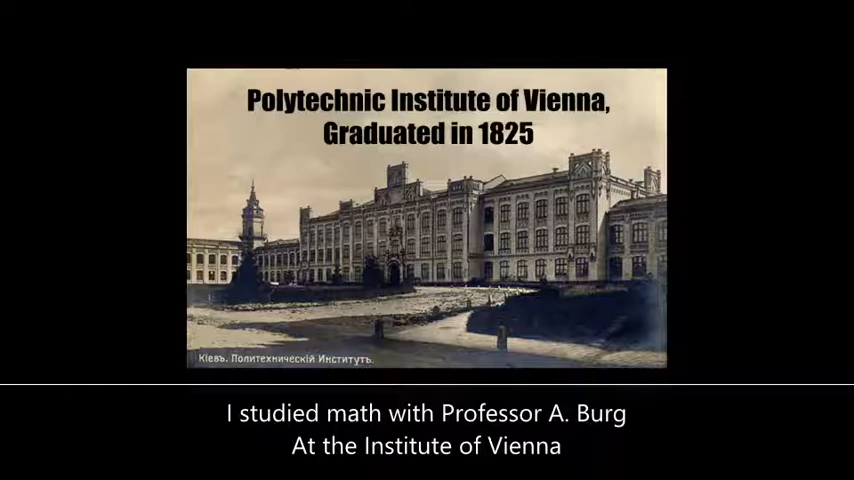 Polytechnic Institute of Vienna,
Graduated in 1825
Кіевъ. Политехническій Институтъ.
I studied math with Professor A. Burg
At the Institute of Vienna